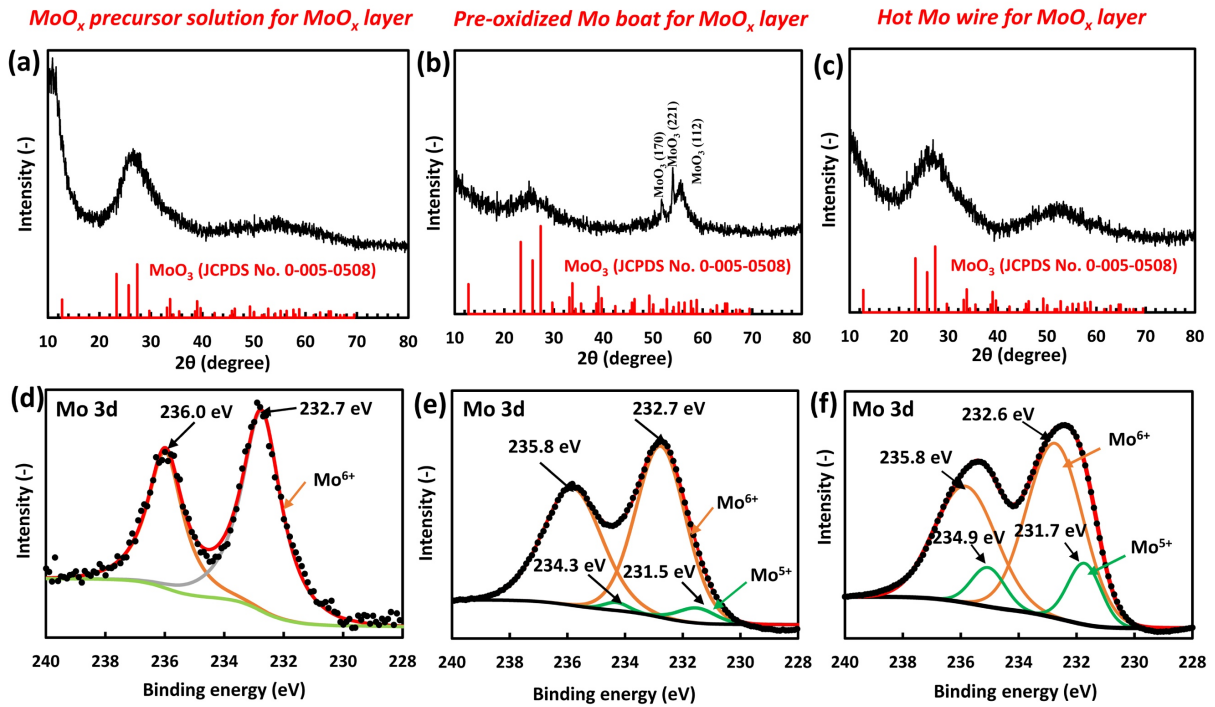 MoOₓ precursor solution for MoOₓ layer
Pre-oxidized Mo boat for MoOₓ layer
Hot Mo wire for MoOₓ layer
(a)
Intensity (-)
MoO₃ (JCPDS No. 0-005-0508)
10 20 30 40 50 60 70 80
2θ (degree)
(b)
Intensity (-)
MoO₃ (170)
MoO₃ (221)
MoO₃ (112)
MoO₃ (JCPDS No. 0-005-0508)
10 20 30 40 50 60 70 80
2θ (degree)
(c)
Intensity (-)
MoO₃ (JCPDS No. 0-005-0508)
10 20 30 40 50 60 70 80
2θ (degree)
(d)
Mo 3d
236.0 eV
232.7 eV
Mo⁶⁺
Intensity (-)
240 238 236 234 232 230 228
Binding energy (eV)
(e)
Mo 3d
232.7 eV
235.8 eV
Mo⁶⁺
234.3 eV
231.5 eV
Mo⁵⁺
Intensity (-)
240 238 236 234 232 230 228
Binding energy (eV)
(f)
Mo 3d
232.6 eV
Mo⁶⁺
235.8 eV
234.9 eV
231.7 eV
Mo⁵⁺
Intensity (-)
240 238 236 234 232 230 228
Binding energy (eV)